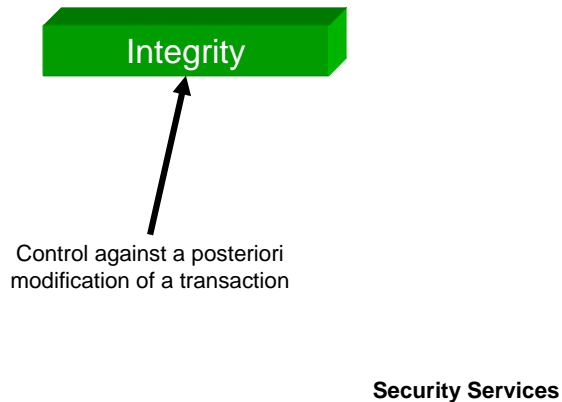 Integrity
Control against a posteriori
modification of a transaction
Security Services